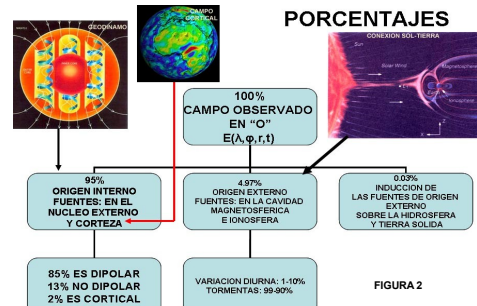 PORCENTAJES
GEODINAMO
CAMPO
CORTICAL
CONEXION SOL-TIERRA
Sun
Solar Wind
100%
CAMPO OBSERVADO
EN "O"
E(λ,φ,r,t)
95%
ORIGEN INTERNO
FUENTES: EN EL
NUCLEO EXTERNO
Y CORTEZA
4.97%
ORIGEN EXTERNO
FUENTES: EN LA CAVIDAD
MAGNETOSFERICA
E IONOSFERA
0.03%
INDUCCION DE
LAS FUENTES DE ORIGEN
EXTERNO
SOBRE LA HIDROSFERA
Y TIERRA SOLIDA
85% ES DIPOLAR
13% NO DIPOLAR
2% ES CORTICAL
VARIACION DIURNA: 1-10%
TORMENTAS: 99-90%
FIGURA 2